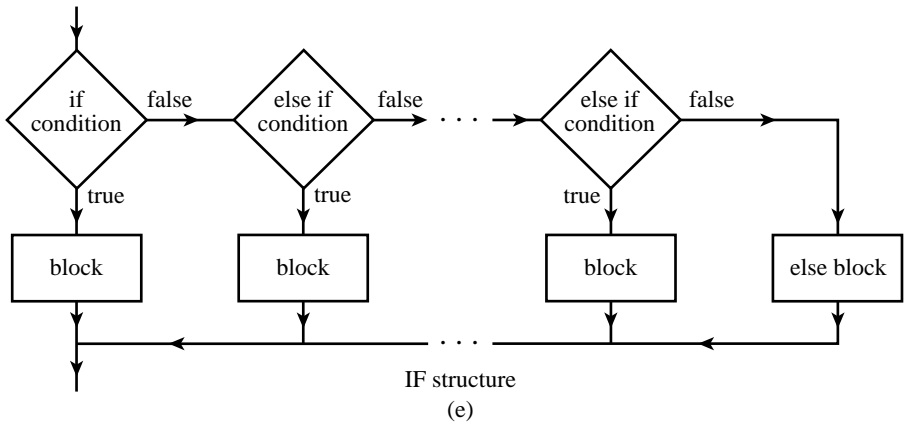 if
condition
false
else if
condition
false
. . .
else if
condition
false
true
true
true
block
block
block
else block
. . .
IF structure
(e)